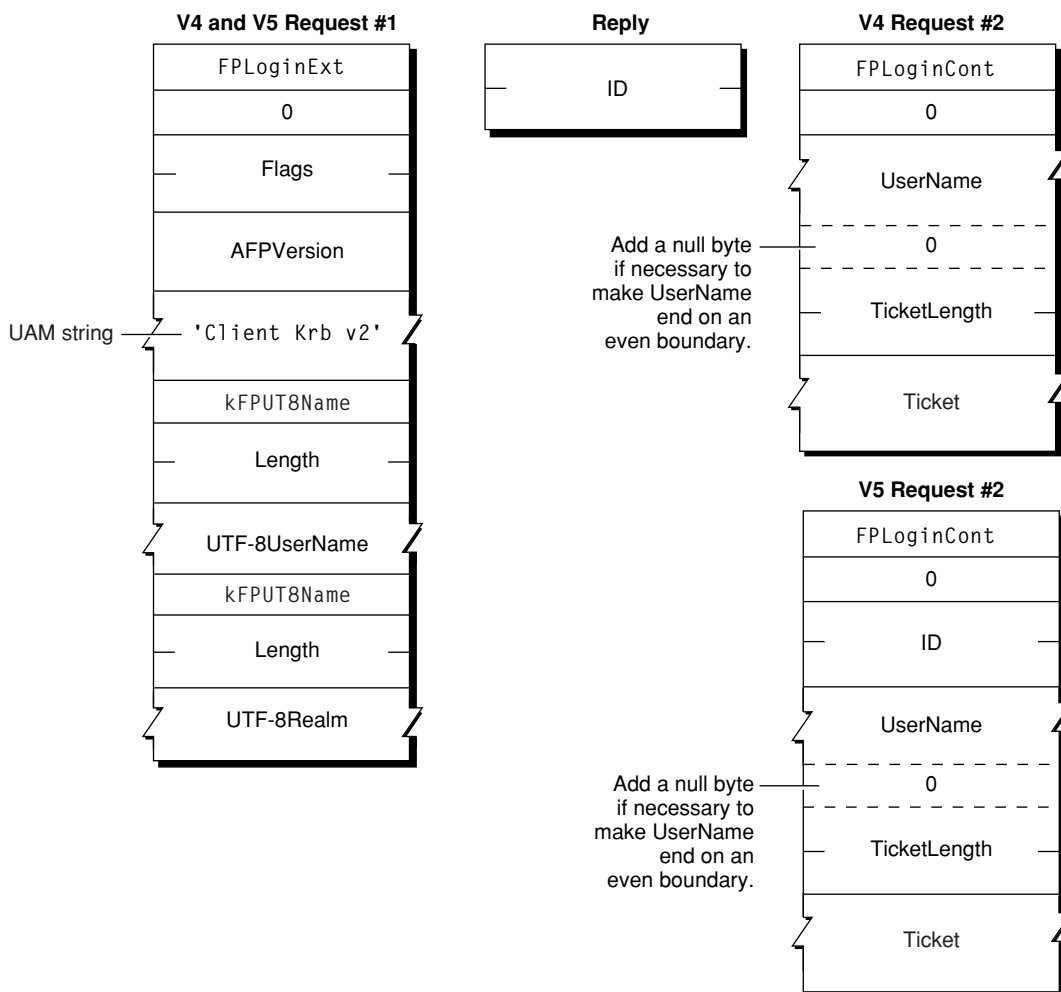 V4 and V5 Request #1
FPLoginExt
0
Flags
AFPVersion
UAM string
'Client Krb v2'
kFPUT8Name
Length
UTF-8UserName
kFPUT8Name
Length
UTF-8Realm
Reply
ID
V4 Request #2
FPLoginCont
0
UserName
Add a null byte
if necessary to
make UserName
end on an
even boundary.
0
TicketLength
Ticket
V5 Request #2
FPLoginCont
0
ID
UserName
Add a null byte
if necessary to
make UserName
end on an
even boundary.
0
TicketLength
Ticket